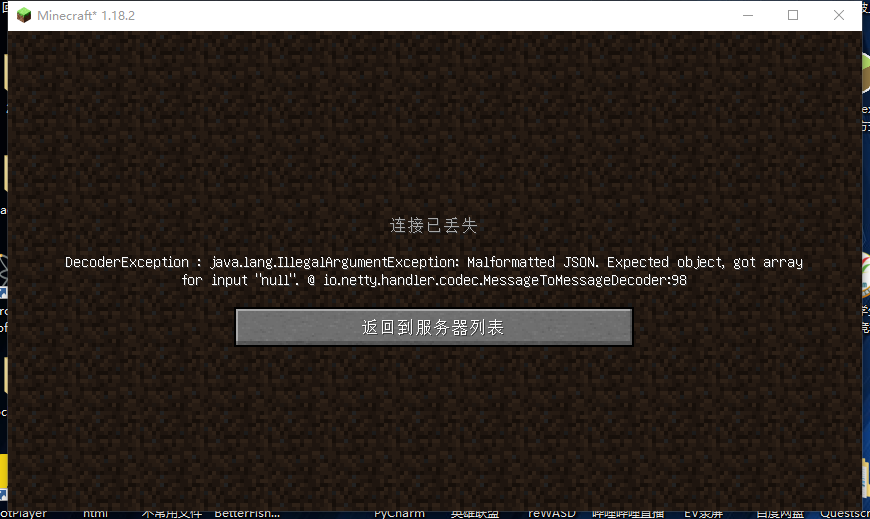 Minecraft* 1.18.2
连接已丢失
DecoderException : java.lang.IllegalArgumentException: Malformatted JSON. Expected object, got array
for input "null". @ io.netty.handler.codec.MessageToMessageDecoder:98
返回到服务器列表
otPlayer html 不常用文件 BetterFish... PyCharm 英雄联盟 reWASD 哔哩哔哩直播 EV录屏 百度网盘 Questscr